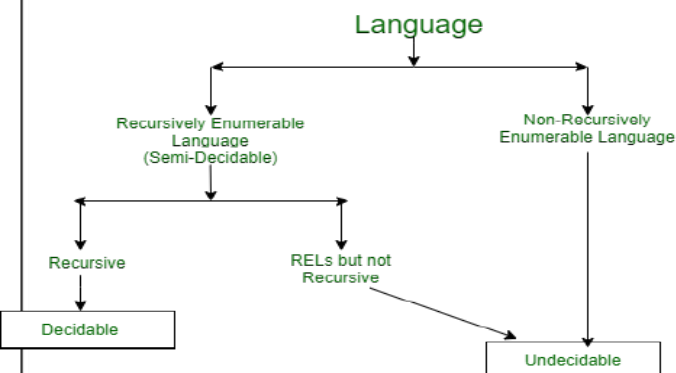 Language
Recursively Enumerable
Language
(Semi-Decidable)
Non-Recursively
Enumerable Language
Recursive
RELs but not
Recursive
Decidable
Undecidable